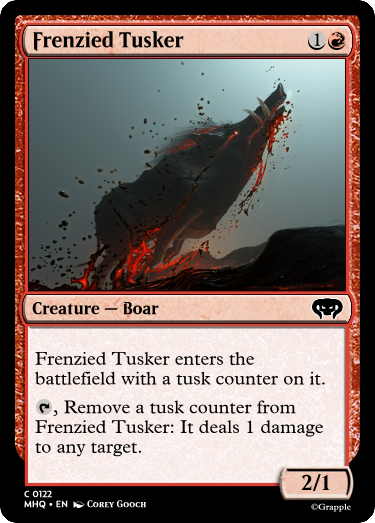 Frenzied Tusker 1
Creature — Boar
Frenzied Tusker enters the
battlefield with a tusk counter on it.
, Remove a tusk counter from
Frenzied Tusker: It deals 1 damage
to any target.
2/1
C 0122
MHQ • EN Corey Gooch
©Grapple